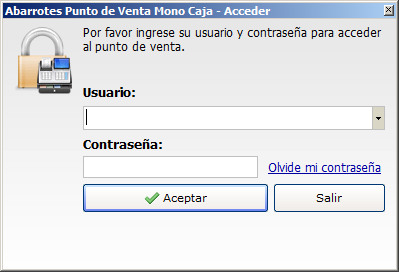 Abarrotes Punto de Venta Mono Caja - Acceder
Por favor ingrese su usuario y contraseña para acceder
al punto de venta.
Usuario:
Contraseña:
Olvide mi contraseña
Aceptar
Salir